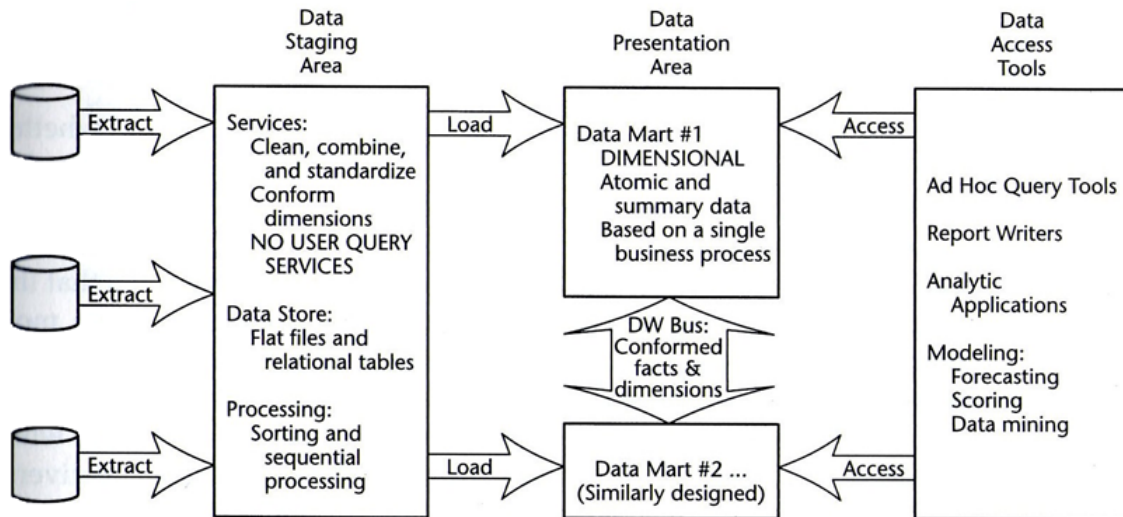 Data
Staging
Area
Data
Presentation
Area
Data
Access
Tools
Extract
Extract
Extract
Services:
Clean, combine,
and standardize
Conform
dimensions
NO USER QUERY
SERVICES
Data Store:
Flat files and
relational tables
Processing:
Sorting and
sequential
processing
Load
Load
Data Mart #1
DIMENSIONAL
Atomic and
summary data
Based on a single
business process
DW Bus:
Conformed
facts &
dimensions
Data Mart #2 ...
(Similarly designed)
Access
Access
Ad Hoc Query Tools
Report Writers
Analytic
Applications
Modeling:
Forecasting
Scoring
Data mining